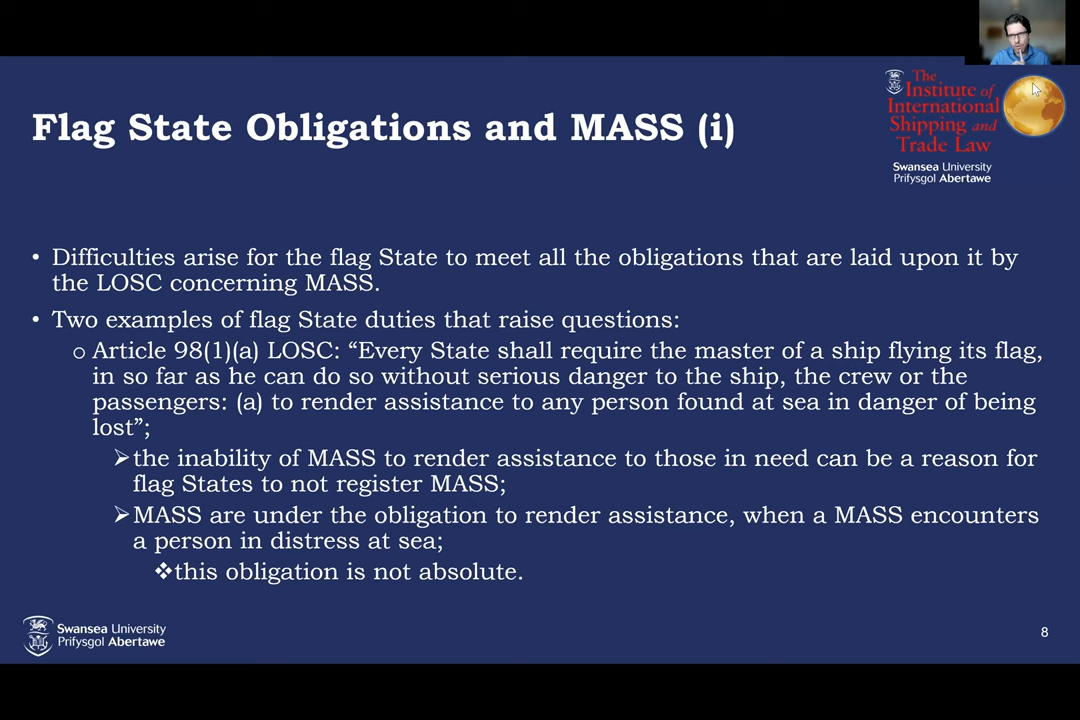 The
Institute of
International
Shipping and
Trade Law
Swansea University
Prifysgol Abertawe
Flag State Obligations and MASS (i)
• Difficulties arise for the flag State to meet all the obligations that are laid upon it by
the LOSC concerning MASS.
• Two examples of flag State duties that raise questions:
o Article 98(1)(a) LOSC: “Every State shall require the master of a ship flying its flag,
in so far as he can do so without serious danger to the ship, the crew or the
passengers: (a) to render assistance to any person found at sea in danger of being
lost”;
➢the inability of MASS to render assistance to those in need can be a reason for
flag States to not register MASS;
➢MASS are under the obligation to render assistance, when a MASS encounters
a person in distress at sea;
❖this obligation is not absolute.
Swansea University
Prifysgol Abertawe
8